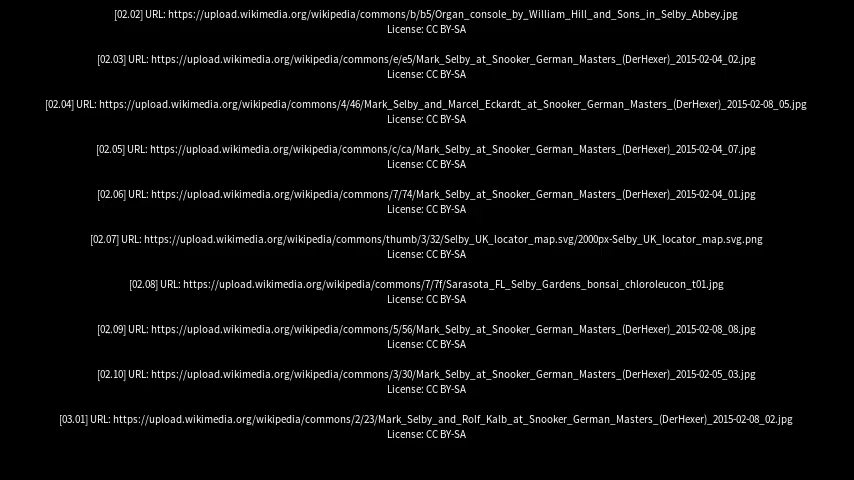 [02.02] URL: https://upload.wikimedia.org/wikipedia/commons/b/b5/Organ_console_by_William_Hill_and_Sons_in_Selby_Abbey.jpg
License: CC BY-SA
[02.03] URL: https://upload.wikimedia.org/wikipedia/commons/e/e5/Mark_Selby_at_Snooker_German_Masters_(DerHexer)_2015-02-04_02.jpg
License: CC BY-SA
[02.04] URL: https://upload.wikimedia.org/wikipedia/commons/4/46/Mark_Selby_and_Marcel_Eckardt_at_Snooker_German_Masters_(DerHexer)_2015-02-08_05.jpg
License: CC BY-SA
[02.05] URL: https://upload.wikimedia.org/wikipedia/commons/c/ca/Mark_Selby_at_Snooker_German_Masters_(DerHexer)_2015-02-04_07.jpg
License: CC BY-SA
[02.06] URL: https://upload.wikimedia.org/wikipedia/commons/7/74/Mark_Selby_at_Snooker_German_Masters_(DerHexer)_2015-02-04_01.jpg
License: CC BY-SA
[02.07] URL: https://upload.wikimedia.org/wikipedia/commons/thumb/3/32/Selby_UK_locator_map.svg/2000px-Selby_UK_locator_map.svg.png
License: CC BY-SA
[02.08] URL: https://upload.wikimedia.org/wikipedia/commons/7/7f/Sarasota_FL_Selby_Gardens_bonsai_chloroleucon_t01.jpg
License: CC BY-SA
[02.09] URL: https://upload.wikimedia.org/wikipedia/commons/5/56/Mark_Selby_at_Snooker_German_Masters_(DerHexer)_2015-02-08_08.jpg
License: CC BY-SA
[02.10] URL: https://upload.wikimedia.org/wikipedia/commons/3/30/Mark_Selby_at_Snooker_German_Masters_(DerHexer)_2015-02-05_03.jpg
License: CC BY-SA
[03.01] URL: https://upload.wikimedia.org/wikipedia/commons/2/23/Mark_Selby_and_Rolf_Kalb_at_Snooker_German_Masters_(DerHexer)_2015-02-08_02.jpg
License: CC BY-SA